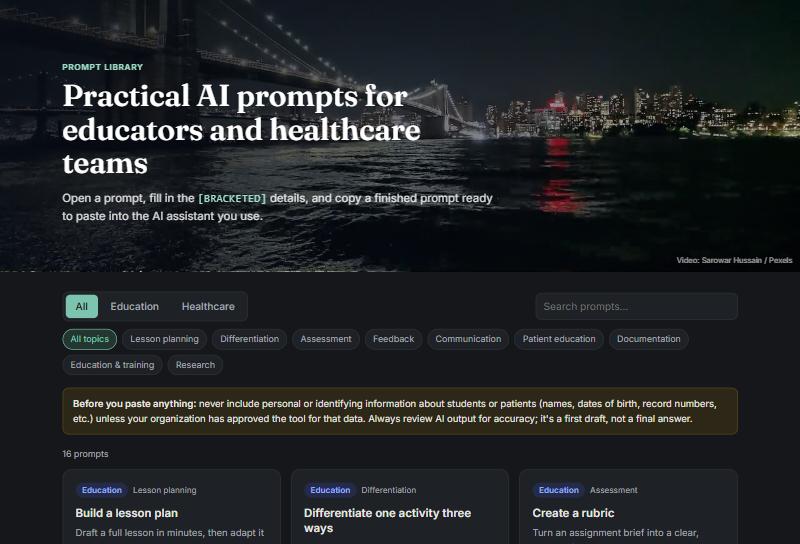 PROMPT LIBRARY
Practical AI prompts for
educators and healthcare
teams
Open a prompt, fill in the [BRACKETED] details, and copy a finished prompt ready
to paste into the AI assistant you use.
Video: Sarowar Hussain / Pexels
All Education Healthcare Search prompts...
All topics Lesson planning Differentiation Assessment Feedback Communication Patient education Documentation
Education & training Research
Before you paste anything: never include personal or identifying information about students or patients (names, dates of birth, record numbers,
etc.) unless your organization has approved the tool for that data. Always review AI output for accuracy; it's a first draft, not a final answer.
16 prompts
Education Lesson planning
Build a lesson plan
Draft a full lesson in minutes, then adapt it
Education Differentiation
Differentiate one activity three
ways
Education Assessment
Create a rubric
Turn an assignment brief into a clear,